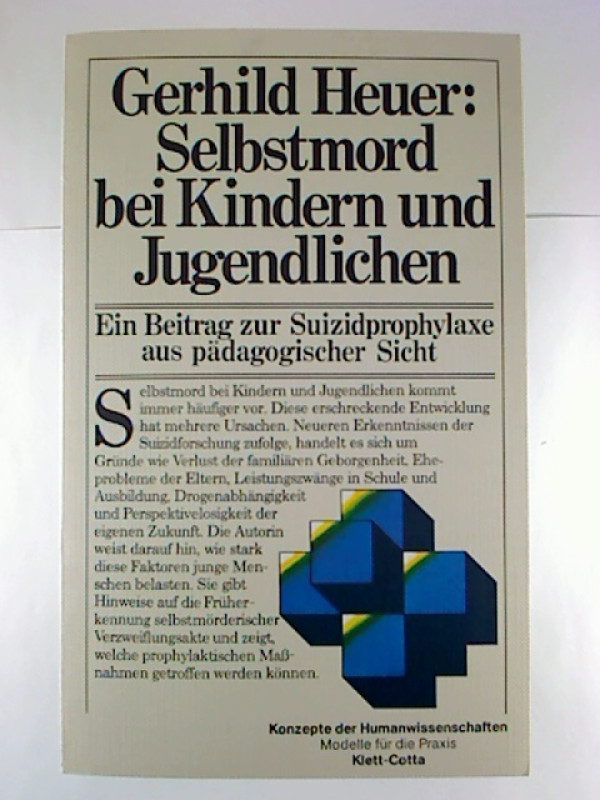 Gerhild Heuer:
Selbstmord
bei Kindern und
Jugendlichen
Ein Beitrag zur Suizidprophylaxe
aus pädagogischer Sicht
Selbstmord bei Kindern und Jugendlichen kommt
immer häufiger vor. Diese erschreckende Entwicklung
hat mehrere Ursachen. Neueren Erkenntnissen der
Suizidforschung zufolge, handelt es sich um
Gründe wie Verlust der familiären Geborgenheit, Ehe-
probleme der Eltern, Leistungszwänge in Schule und
Ausbildung, Drogenabhängigkeit
und Perspektivelosigkeit der
eigenen Zukunft. Die Autorin
weist darauf hin, wie stark
diese Faktoren junge Men-
schen belasten. Sie gibt
Hinweise auf die Früher-
kennung selbstmörderischer
Verzweiflungsakte und zeigt,
welche prophylaktischen Maß-
nahmen getroffen werden können.
Konzepte der Humanwissenschaften
Modelle für die Praxis
Klett-Cotta